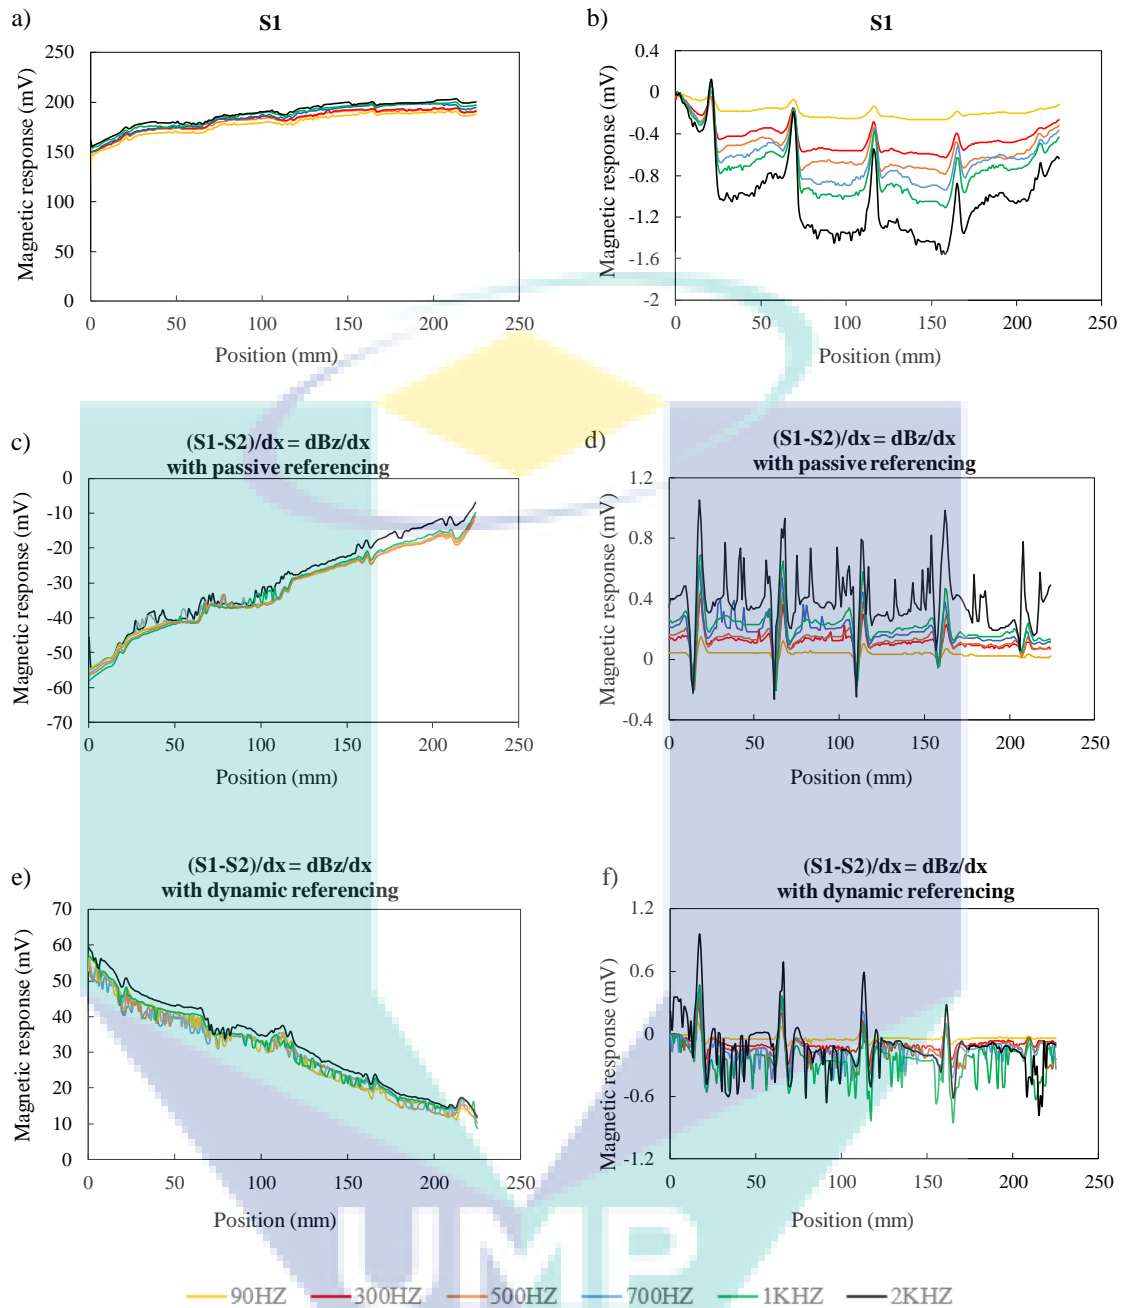 a)
S1
250
200
150
100
50
0
Magnetic response (mV)
0 50 100 150 200 250
Position (mm)
b)
S1
0.4
0
-0.4
-0.8
-1.2
-1.6
-2
Magnetic response (mV)
0 50 100 150 200 250
Position (mm)
c)
(S1-S2)/dx = dBz/dx
with passive referencing
0
-10
-20
-30
-40
-50
-60
-70
Magnetic response (mV)
0 50 100 150 200 250
Position (mm)
d)
(S1-S2)/dx = dBz/dx
with passive referencing
1.2
0.8
0.4
0
-0.4
Magnetic response (mV)
0 50 100 150 200 250
Position (mm)
e)
(S1-S2)/dx = dBz/dx
with dynamic referencing
70
60
50
40
30
20
10
0
Magnetic response (mV)
0 50 100 150 200 250
Position (mm)
f)
(S1-S2)/dx = dBz/dx
with dynamic referencing
1.2
0.6
0
-0.6
-1.2
Magnetic response (mV)
0 50 100 150 200 250
Position (mm)
UMP
90HZ 300HZ 500HZ 700HZ 1KHZ 2KHZ